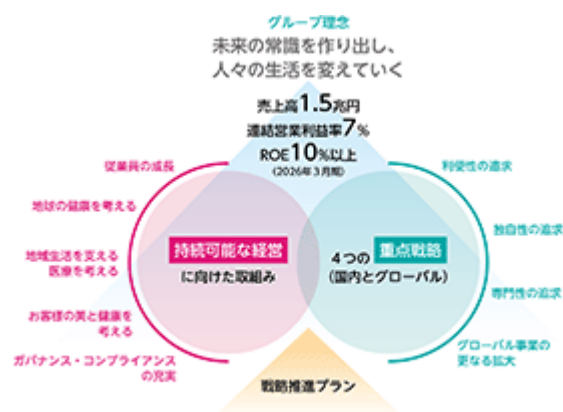 グループ理念
未来の常識を作り出し、
人々の生活を変えていく
売上高1.5兆円
連結営業利益率7%
ROE10%以上
(2026年3月期)
従業員の成長
地球の健康を考える
地域生活を支える
医療を考える
お客様の美と健康を
考える
ガバナンス・コンプライアンス
の充実
持続可能な経営
に向けた取組み
4つの 重点戦略
(国内とグローバル)
利便性の追求
独自性の追求
専門性の追求
グローバル事業の
更なる拡大
戦略推進プラン